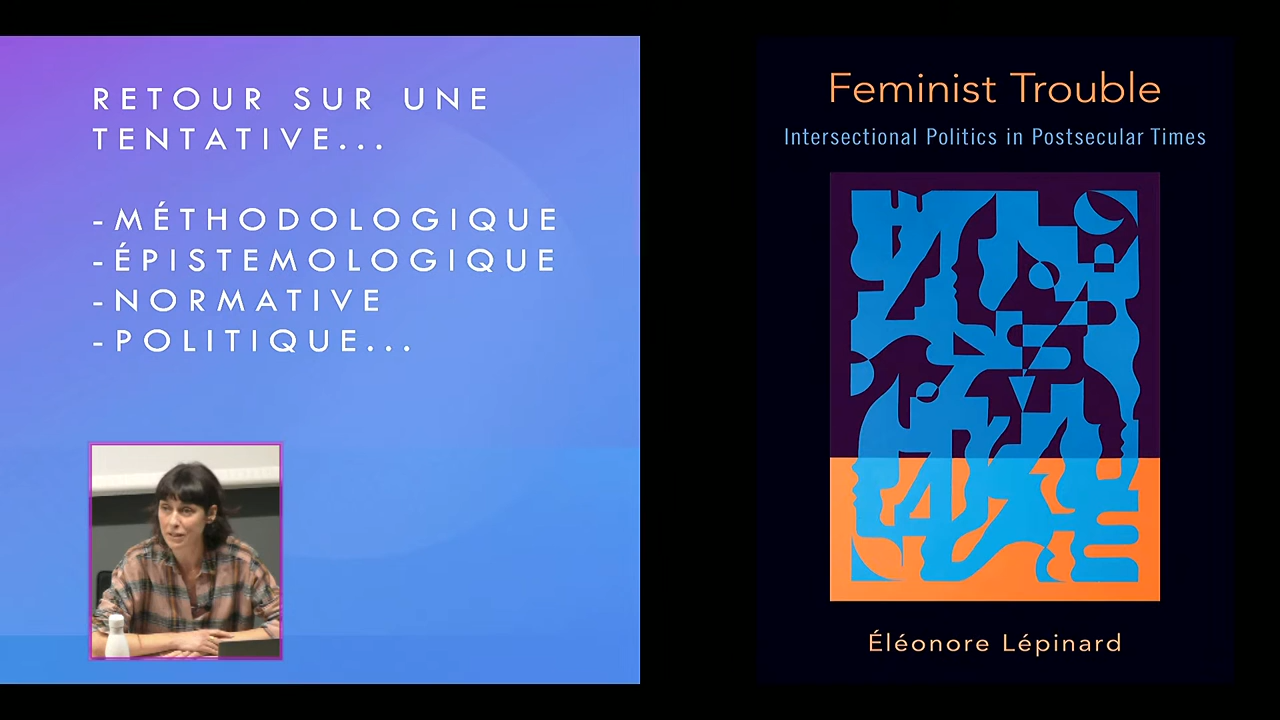 RETOUR SUR UNE
TENTATIVE...
-MÉTHODOLOGIQUE
-ÉPISTEMOLOGIQUE
-NORMATIVE
-POLITIQUE...
Feminist Trouble
Intersectional Politics in Postsecular Times
Éléonore Lépinard